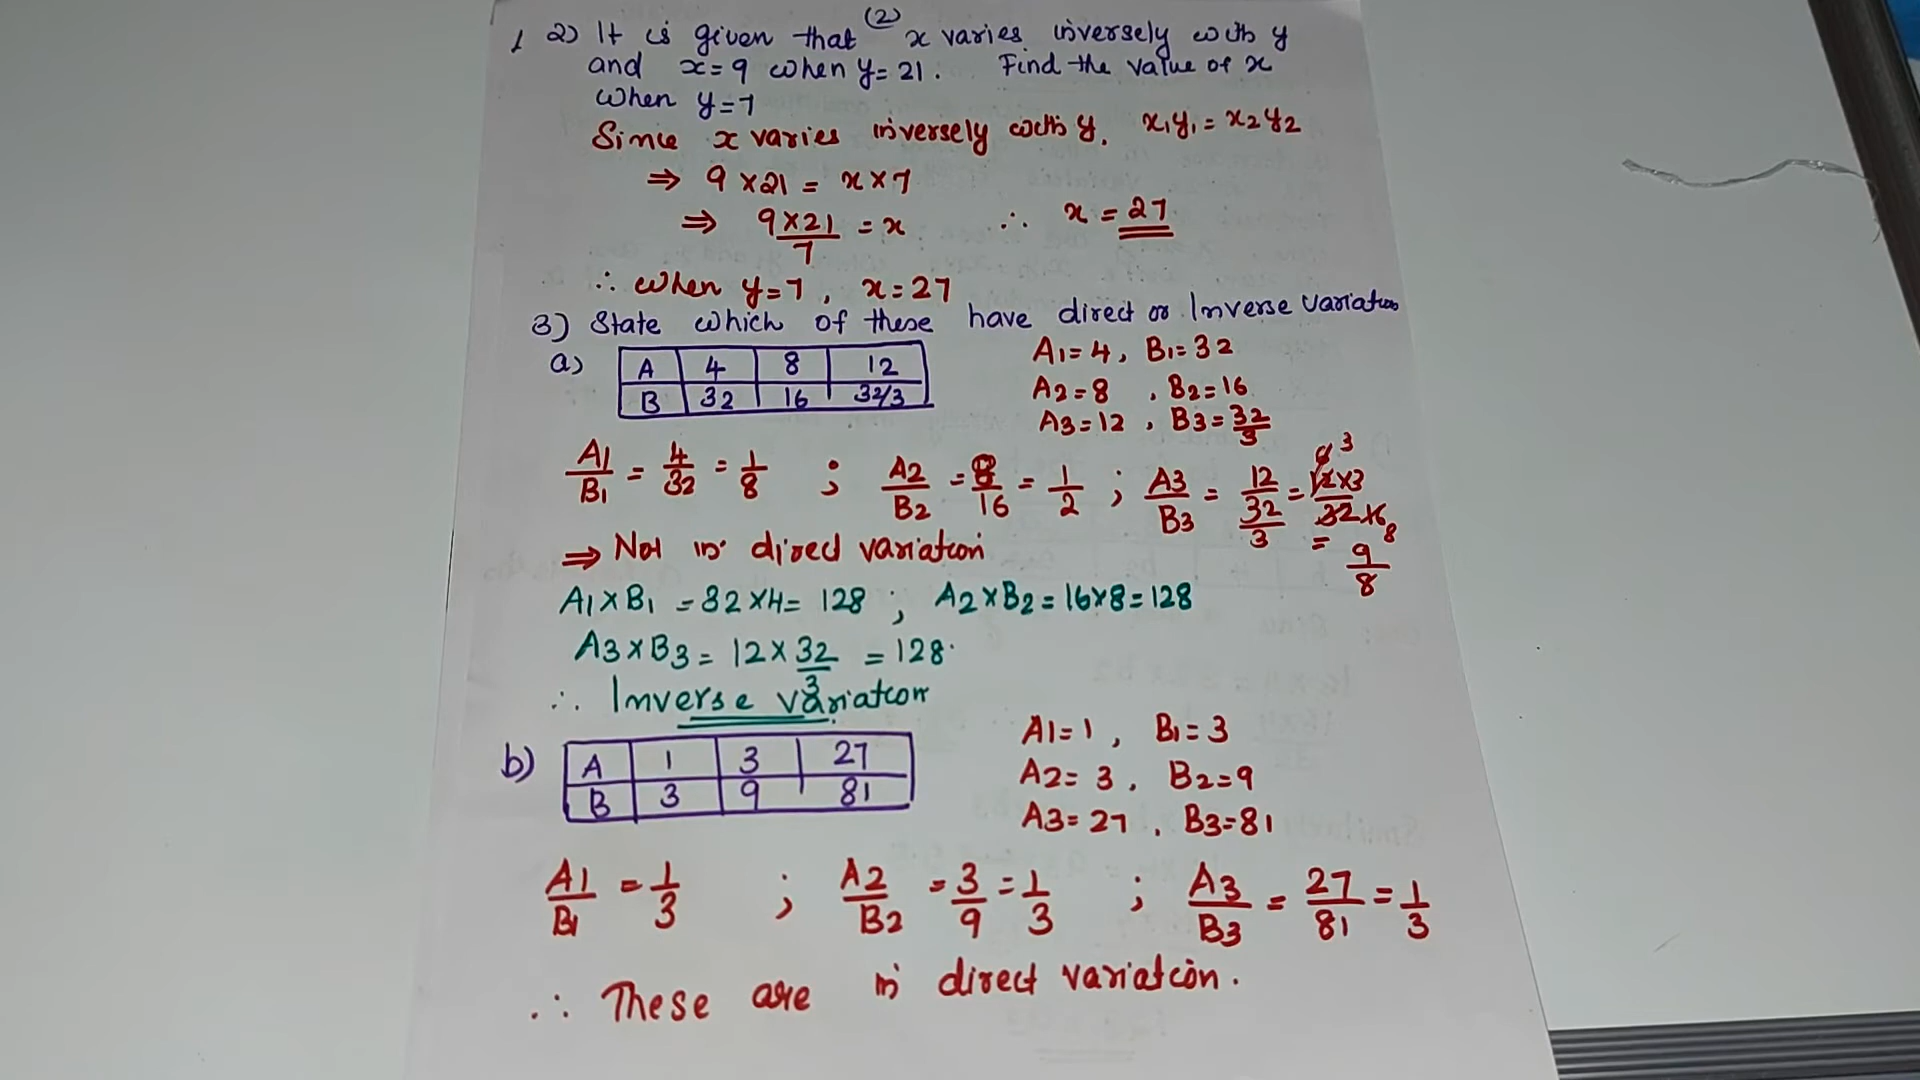 (2)
1 2) It is given that x varies inversely with y
and x=9 when y=21. Find the value of x
when y=7
Since x varies inversely with y. x₁y₁ = x₂y₂
⇒ 9 x 21 = x x 7
⇒ 9 x 21 / 7 = x ∴ x = 27
∴ when y=7, x=27
3) State which of these have direct or Inverse variation
a) A 4 8 12
B 32 16 32/3
A1=4, B1=32
A2=8, B2=16
A3=12, B3=32/3
A1/B1 = 4/32 = 1/8 ; A2/B2 = 8/16 = 1/2 ; A3/B3 = 12/(32/3) = 12x3/32 = 9/8
⇒ Not in direct variation
A1 x B1 = 32 x 4 = 128 ; A2 x B2 = 16 x 8 = 128
A3 x B3 = 12 x 32/3 = 128.
∴ Inverse variation
b) A 1 3 27
B 3 9 81
A1=1, B1=3
A2=3, B2=9
A3=27, B3=81
A1/B1 = 1/3 ; A2/B2 = 3/9 = 1/3 ; A3/B3 = 27/81 = 1/3
∴ These are in direct variation.